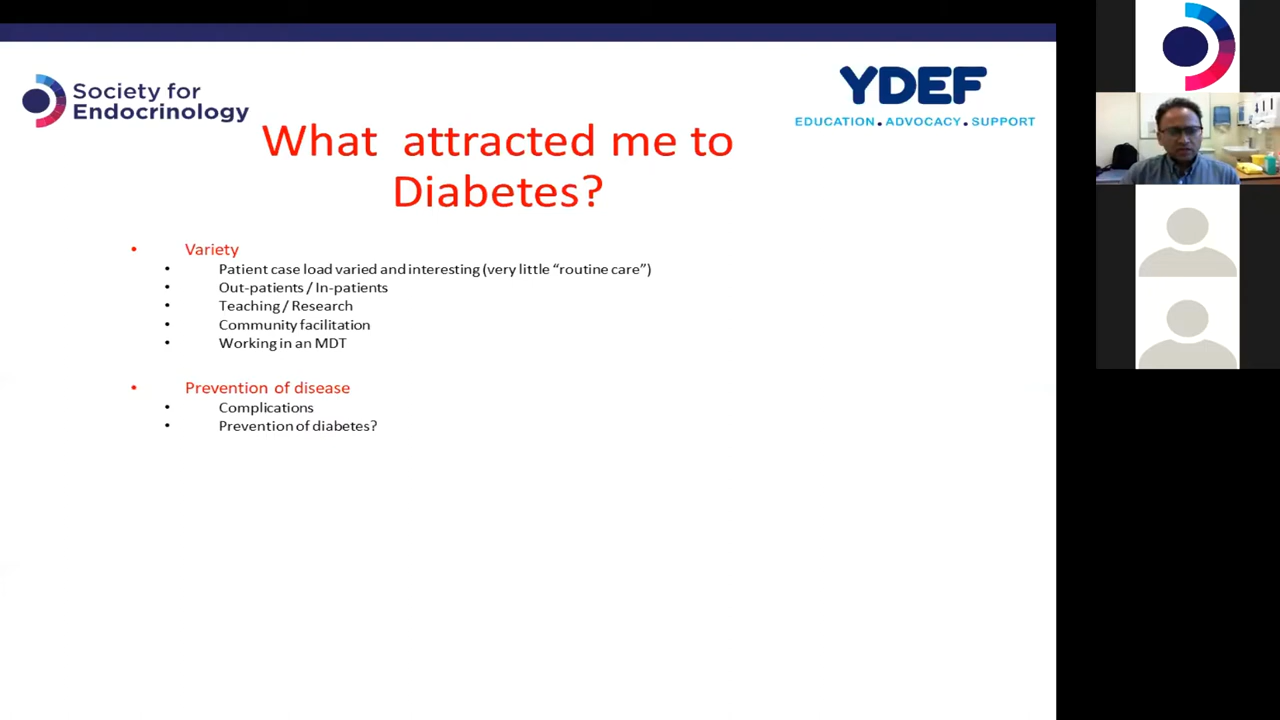 Society for
Endocrinology
YDEF
EDUCATION.ADVOCACY.SUPPORT
What attracted me to
Diabetes?
• Variety
• Patient case load varied and interesting (very little “routine care”)
• Out-patients / In-patients
• Teaching / Research
• Community facilitation
• Working in an MDT
• Prevention of disease
• Complications
• Prevention of diabetes?